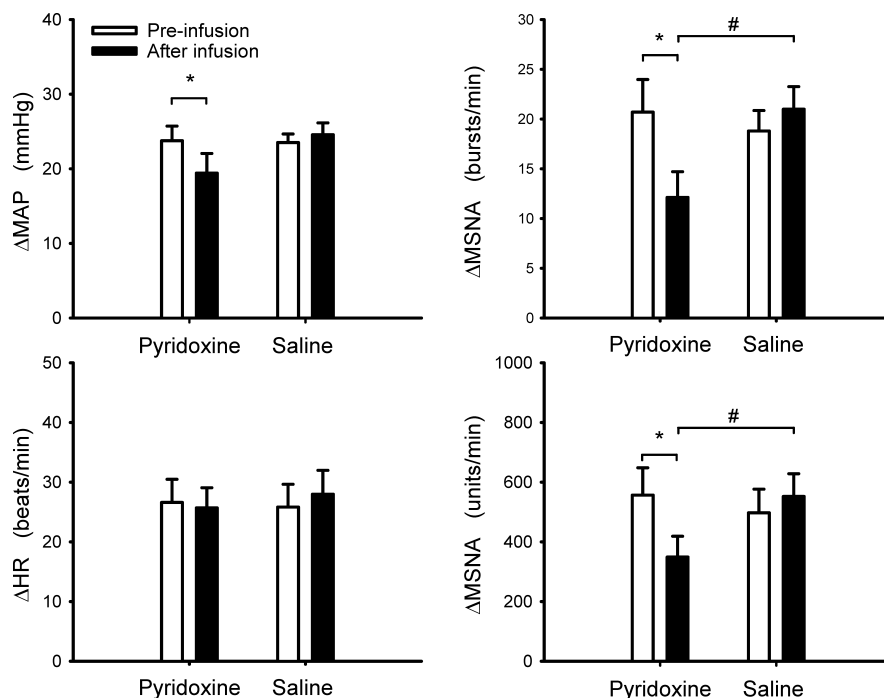 Pre-infusion
After infusion
ΔMAP (mmHg)
40
30
20
10
0
*
Pyridoxine Saline
ΔMSNA (bursts/min)
30
25
20
15
10
5
0
*
#
Pyridoxine Saline
ΔHR (beats/min)
50
40
30
20
10
0
Pyridoxine Saline
ΔMSNA (units/min)
1000
800
600
400
200
0
*
#
Pyridoxine Saline